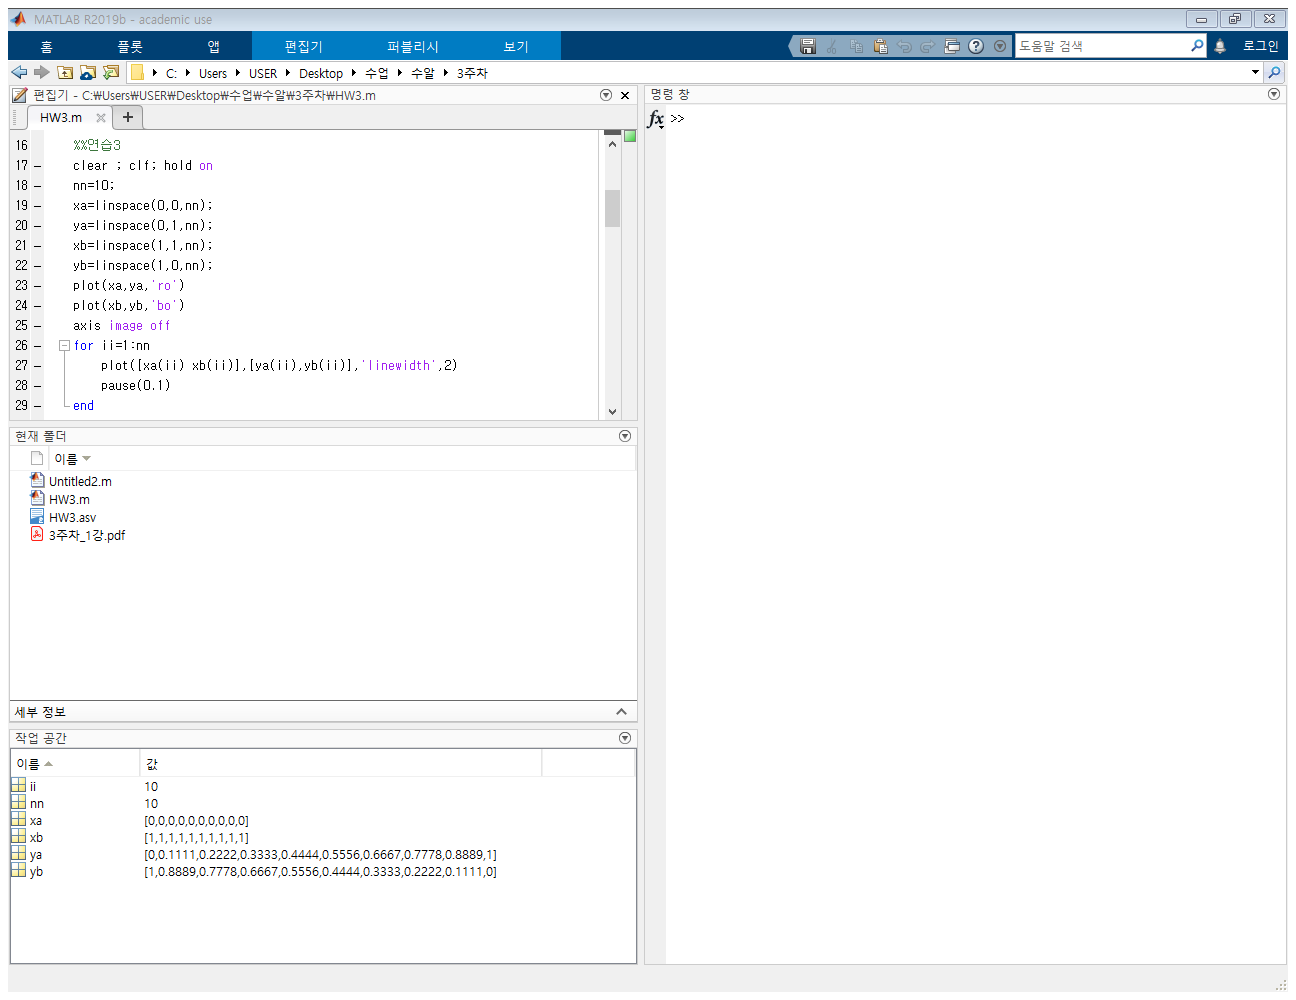 MATLAB R2019b - academic use
홈 플롯 앱 편집기 퍼블리시 보기 도움말 검색 로그인
C: Users USER Desktop 수업 수알 3주차
편집기 - C:₩Users₩USER₩Desktop₩수업₩수알₩3주차₩HW3.m
HW3.m
16 %%연습3
17 – clear ; clf; hold on
18 – nn=10;
19 – xa=linspace(0,0,nn);
20 – ya=linspace(0,1,nn);
21 – xb=linspace(1,1,nn);
22 – yb=linspace(1,0,nn);
23 – plot(xa,ya,'ro')
24 – plot(xb,yb,'bo')
25 – axis image off
26 – for ii=1:nn
27 – plot([xa(ii) xb(ii)],[ya(ii),yb(ii)],'linewidth',2)
28 – pause(0.1)
29 – end
현재 폴더
이름
Untitled2.m
HW3.m
HW3.asv
3주차_1강.pdf
세부 정보
작업 공간
이름 값
ii 10
nn 10
xa [0,0,0,0,0,0,0,0,0,0]
xb [1,1,1,1,1,1,1,1,1,1]
ya [0,0.1111,0.2222,0.3333,0.4444,0.5556,0.6667,0.7778,0.8889,1]
yb [1,0.8889,0.7778,0.6667,0.5556,0.4444,0.3333,0.2222,0.1111,0]
명령 창
fx >>